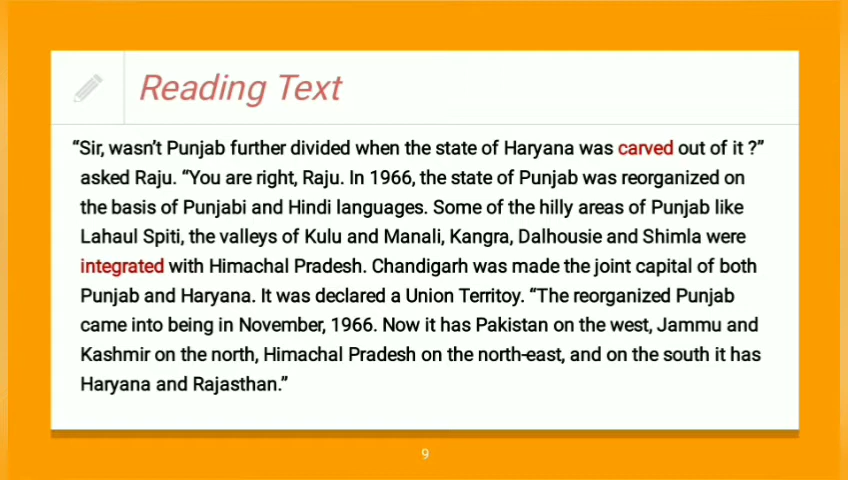 Reading Text
“Sir, wasn’t Punjab further divided when the state of Haryana was carved out of it ?”
asked Raju. “You are right, Raju. In 1966, the state of Punjab was reorganized on
the basis of Punjabi and Hindi languages. Some of the hilly areas of Punjab like
Lahaul Spiti, the valleys of Kulu and Manali, Kangra, Dalhousie and Shimla were
integrated with Himachal Pradesh. Chandigarh was made the joint capital of both
Punjab and Haryana. It was declared a Union Territoy. “The reorganized Punjab
came into being in November, 1966. Now it has Pakistan on the west, Jammu and
Kashmir on the north, Himachal Pradesh on the north-east, and on the south it has
Haryana and Rajasthan.”
9